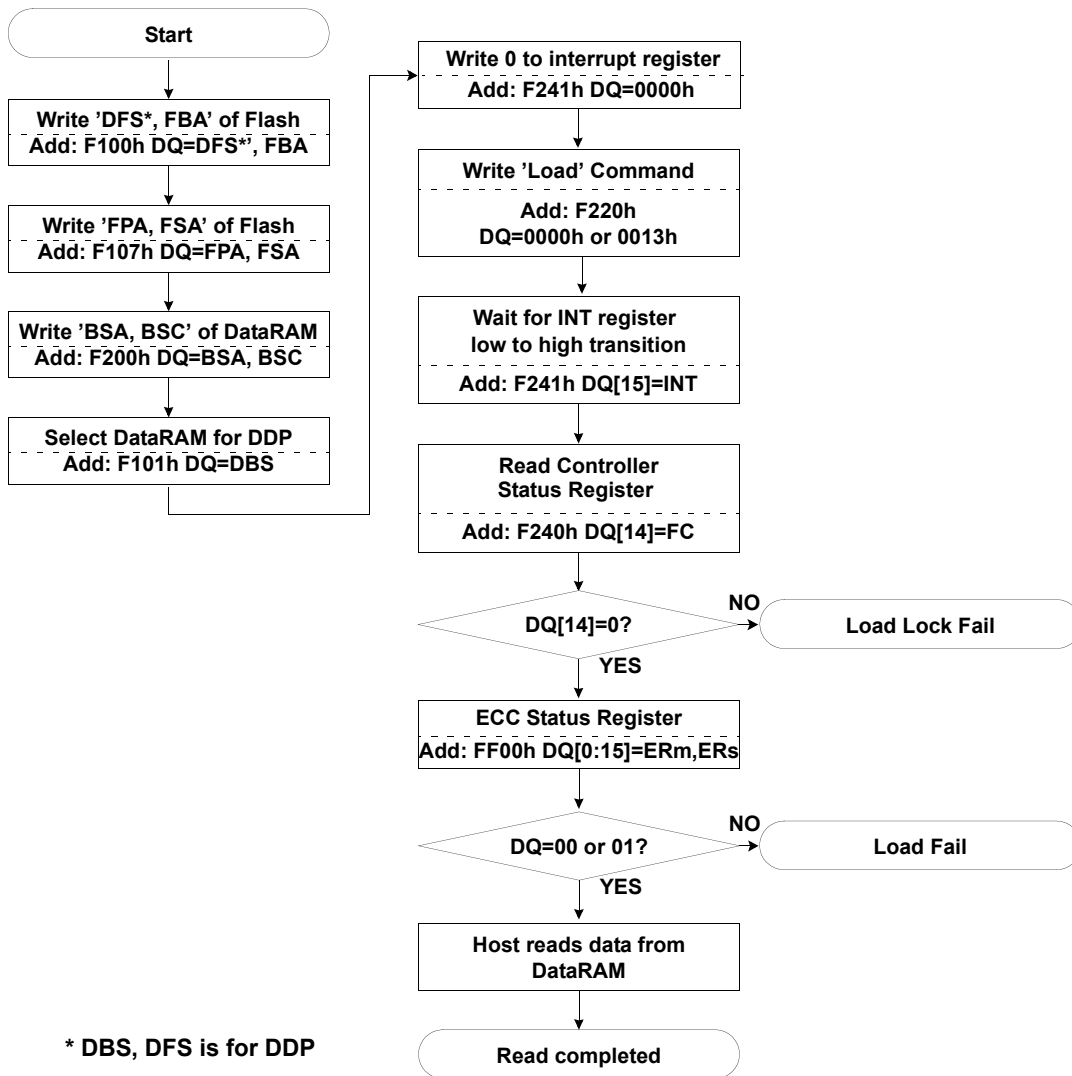 Start
Write ’DFS*, FBA’ of Flash
Add: F100h DQ=DFS*’, FBA
Write ’FPA, FSA’ of Flash
Add: F107h DQ=FPA, FSA
Write ’BSA, BSC’ of DataRAM
Add: F200h DQ=BSA, BSC
Select DataRAM for DDP
Add: F101h DQ=DBS
Write 0 to interrupt register
Add: F241h DQ=0000h
Write ’Load’ Command
Add: F220h
DQ=0000h or 0013h
Wait for INT register
low to high transition
Add: F241h DQ[15]=INT
Read Controller
Status Register
Add: F240h DQ[14]=FC
DQ[14]=0?
NO
Load Lock Fail
YES
ECC Status Register
Add: FF00h DQ[0:15]=ERm,ERs
DQ=00 or 01?
NO
Load Fail
YES
Host reads data from
DataRAM
Read completed
* DBS, DFS is for DDP